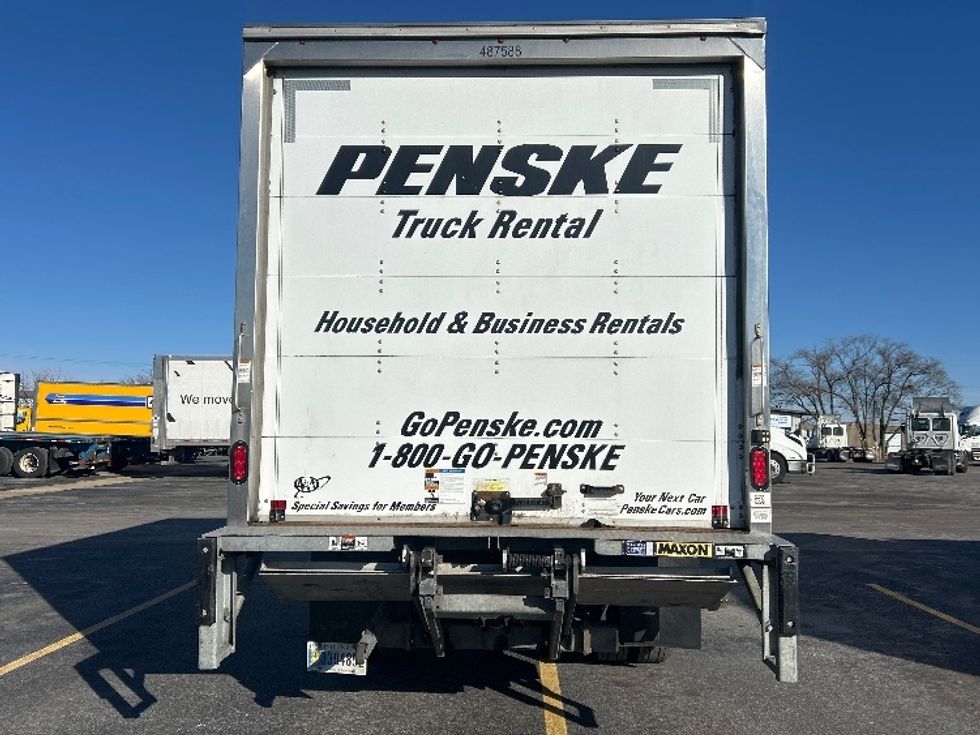 487588
PENSKE
Truck Rental
Household & Business Rentals
We move
GoPenske.com
1-800-GO-PENSKE
AAA
Special Savings for Members
Your Next Car
PenskeCars.com
MAXON